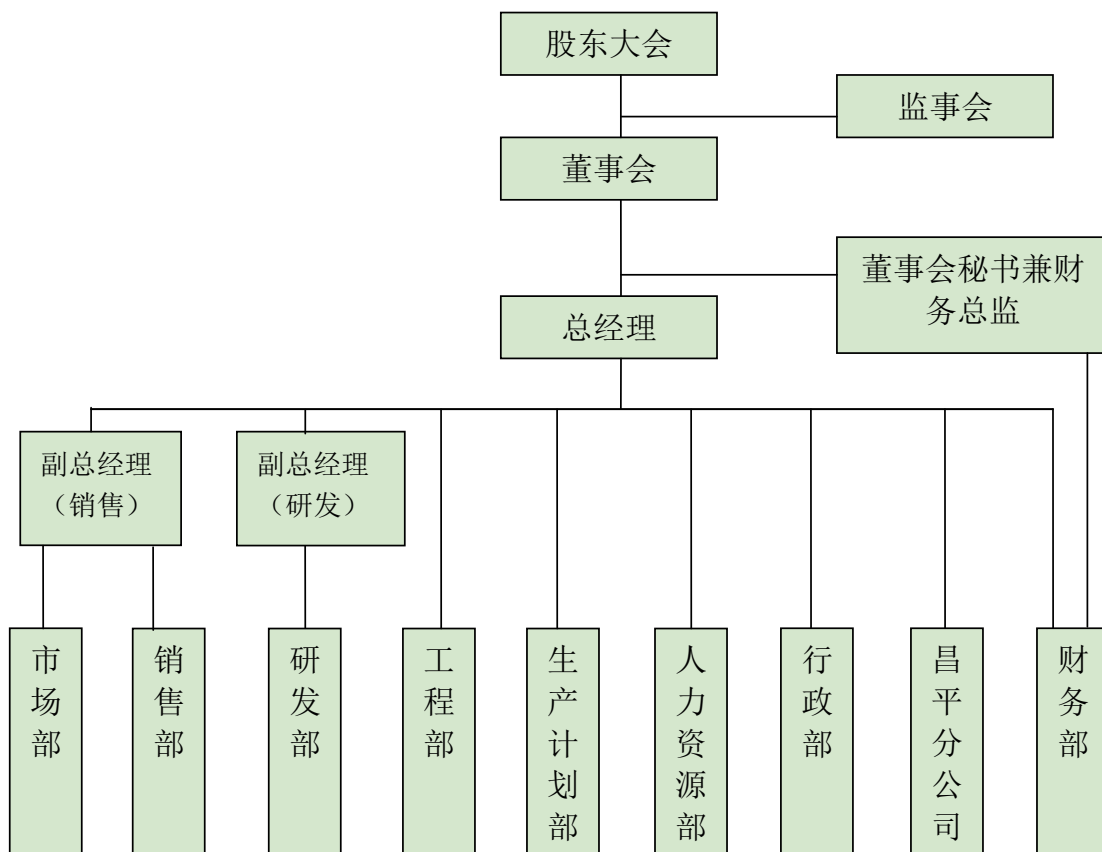 股东大会
监事会
董事会
董事会秘书兼财
务总监
总经理
副总经理
（销售）
副总经理
（研发）
市场部
销售部
研发部
工程部
生产计划部
人力资源部
行政部
昌平分公司
财务部